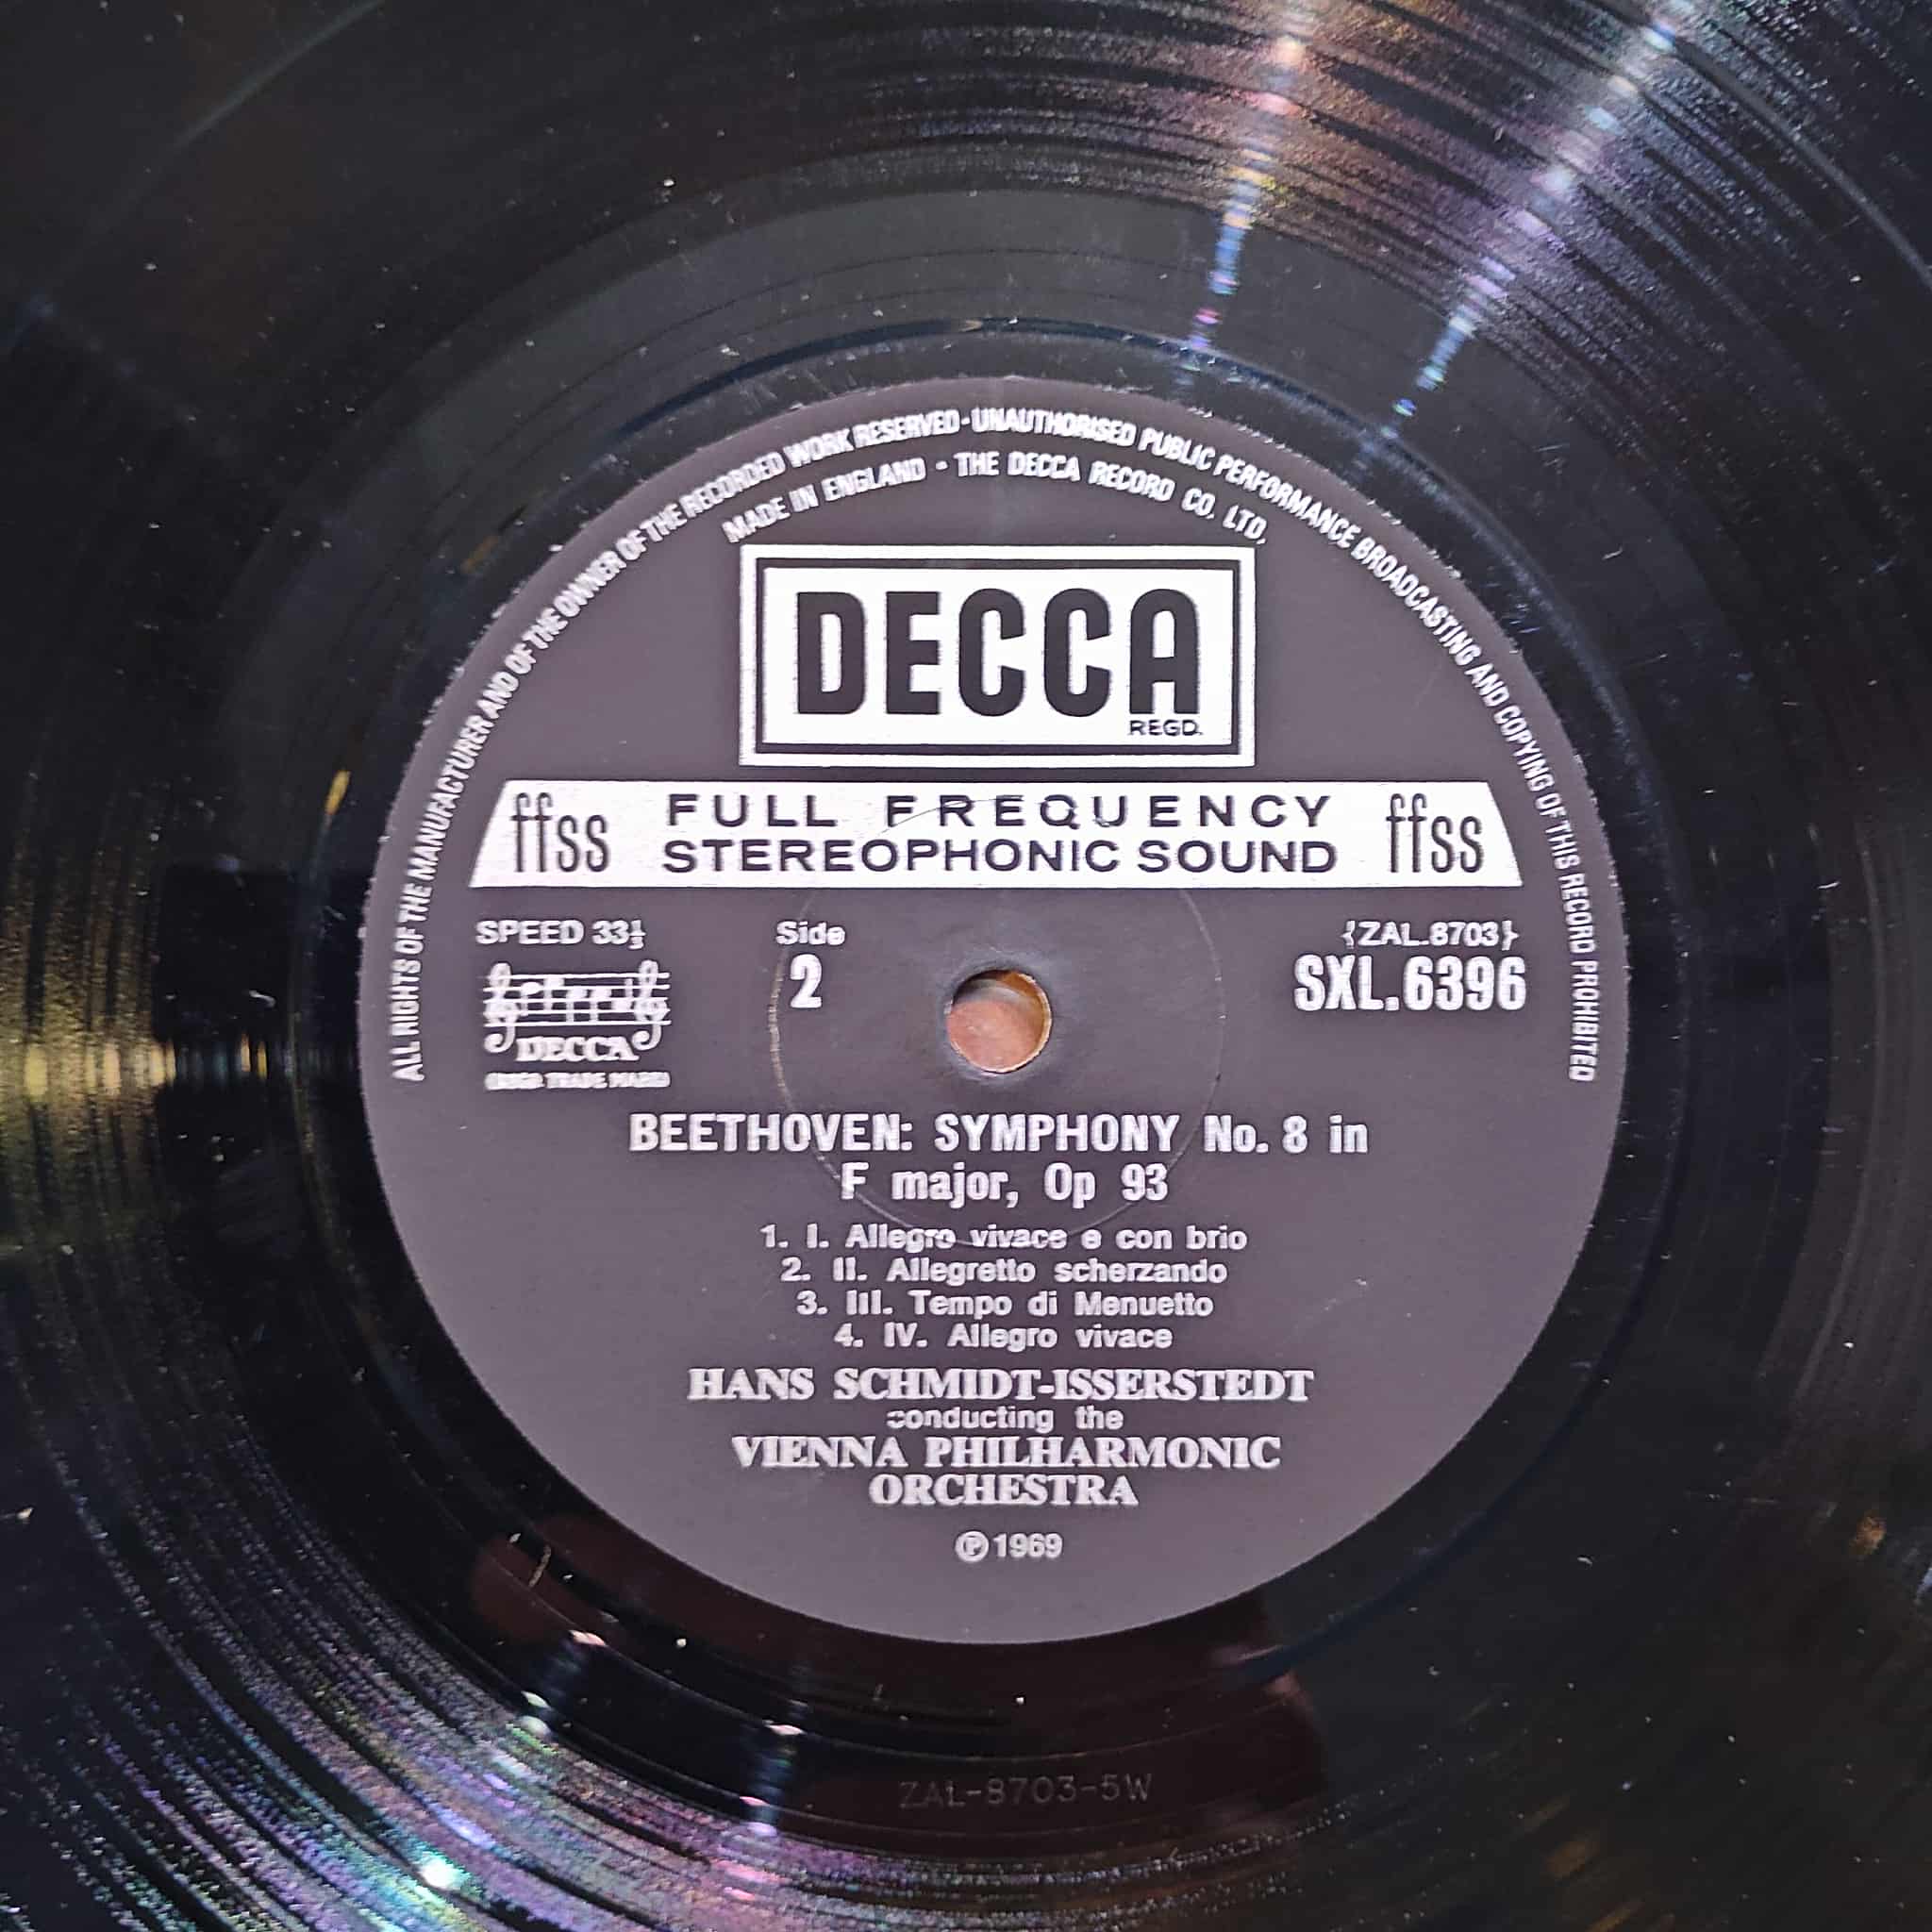 ALL RIGHTS OF THE MANUFACTURER AND OF THE OWNER OF THE RECORDED WORK RESERVED - UNAUTHORISED PUBLIC PERFORMANCE BROADCASTING AND COPYING OF THIS RECORD PROHIBITED
MADE IN ENGLAND - THE DECCA RECORD CO. LTD.
DECCA
REGD.
ffss FULL FREQUENCY ffss
STEREOPHONIC SOUND
SPEED 33⅓ Side {ZAL.8703}
2 SXL.6396
DECCA
(REGD. TRADE MARK)
BEETHOVEN: SYMPHONY No. 8 in
F major, Op 93
1. I. Allegro vivace e con brio
2. II. Allegretto scherzando
3. III. Tempo di Menuetto
4. IV. Allegro vivace
HANS SCHMIDT-ISSERSTEDT
conducting the
VIENNA PHILHARMONIC
ORCHESTRA
℗ 1969
ZAL-8703-5W